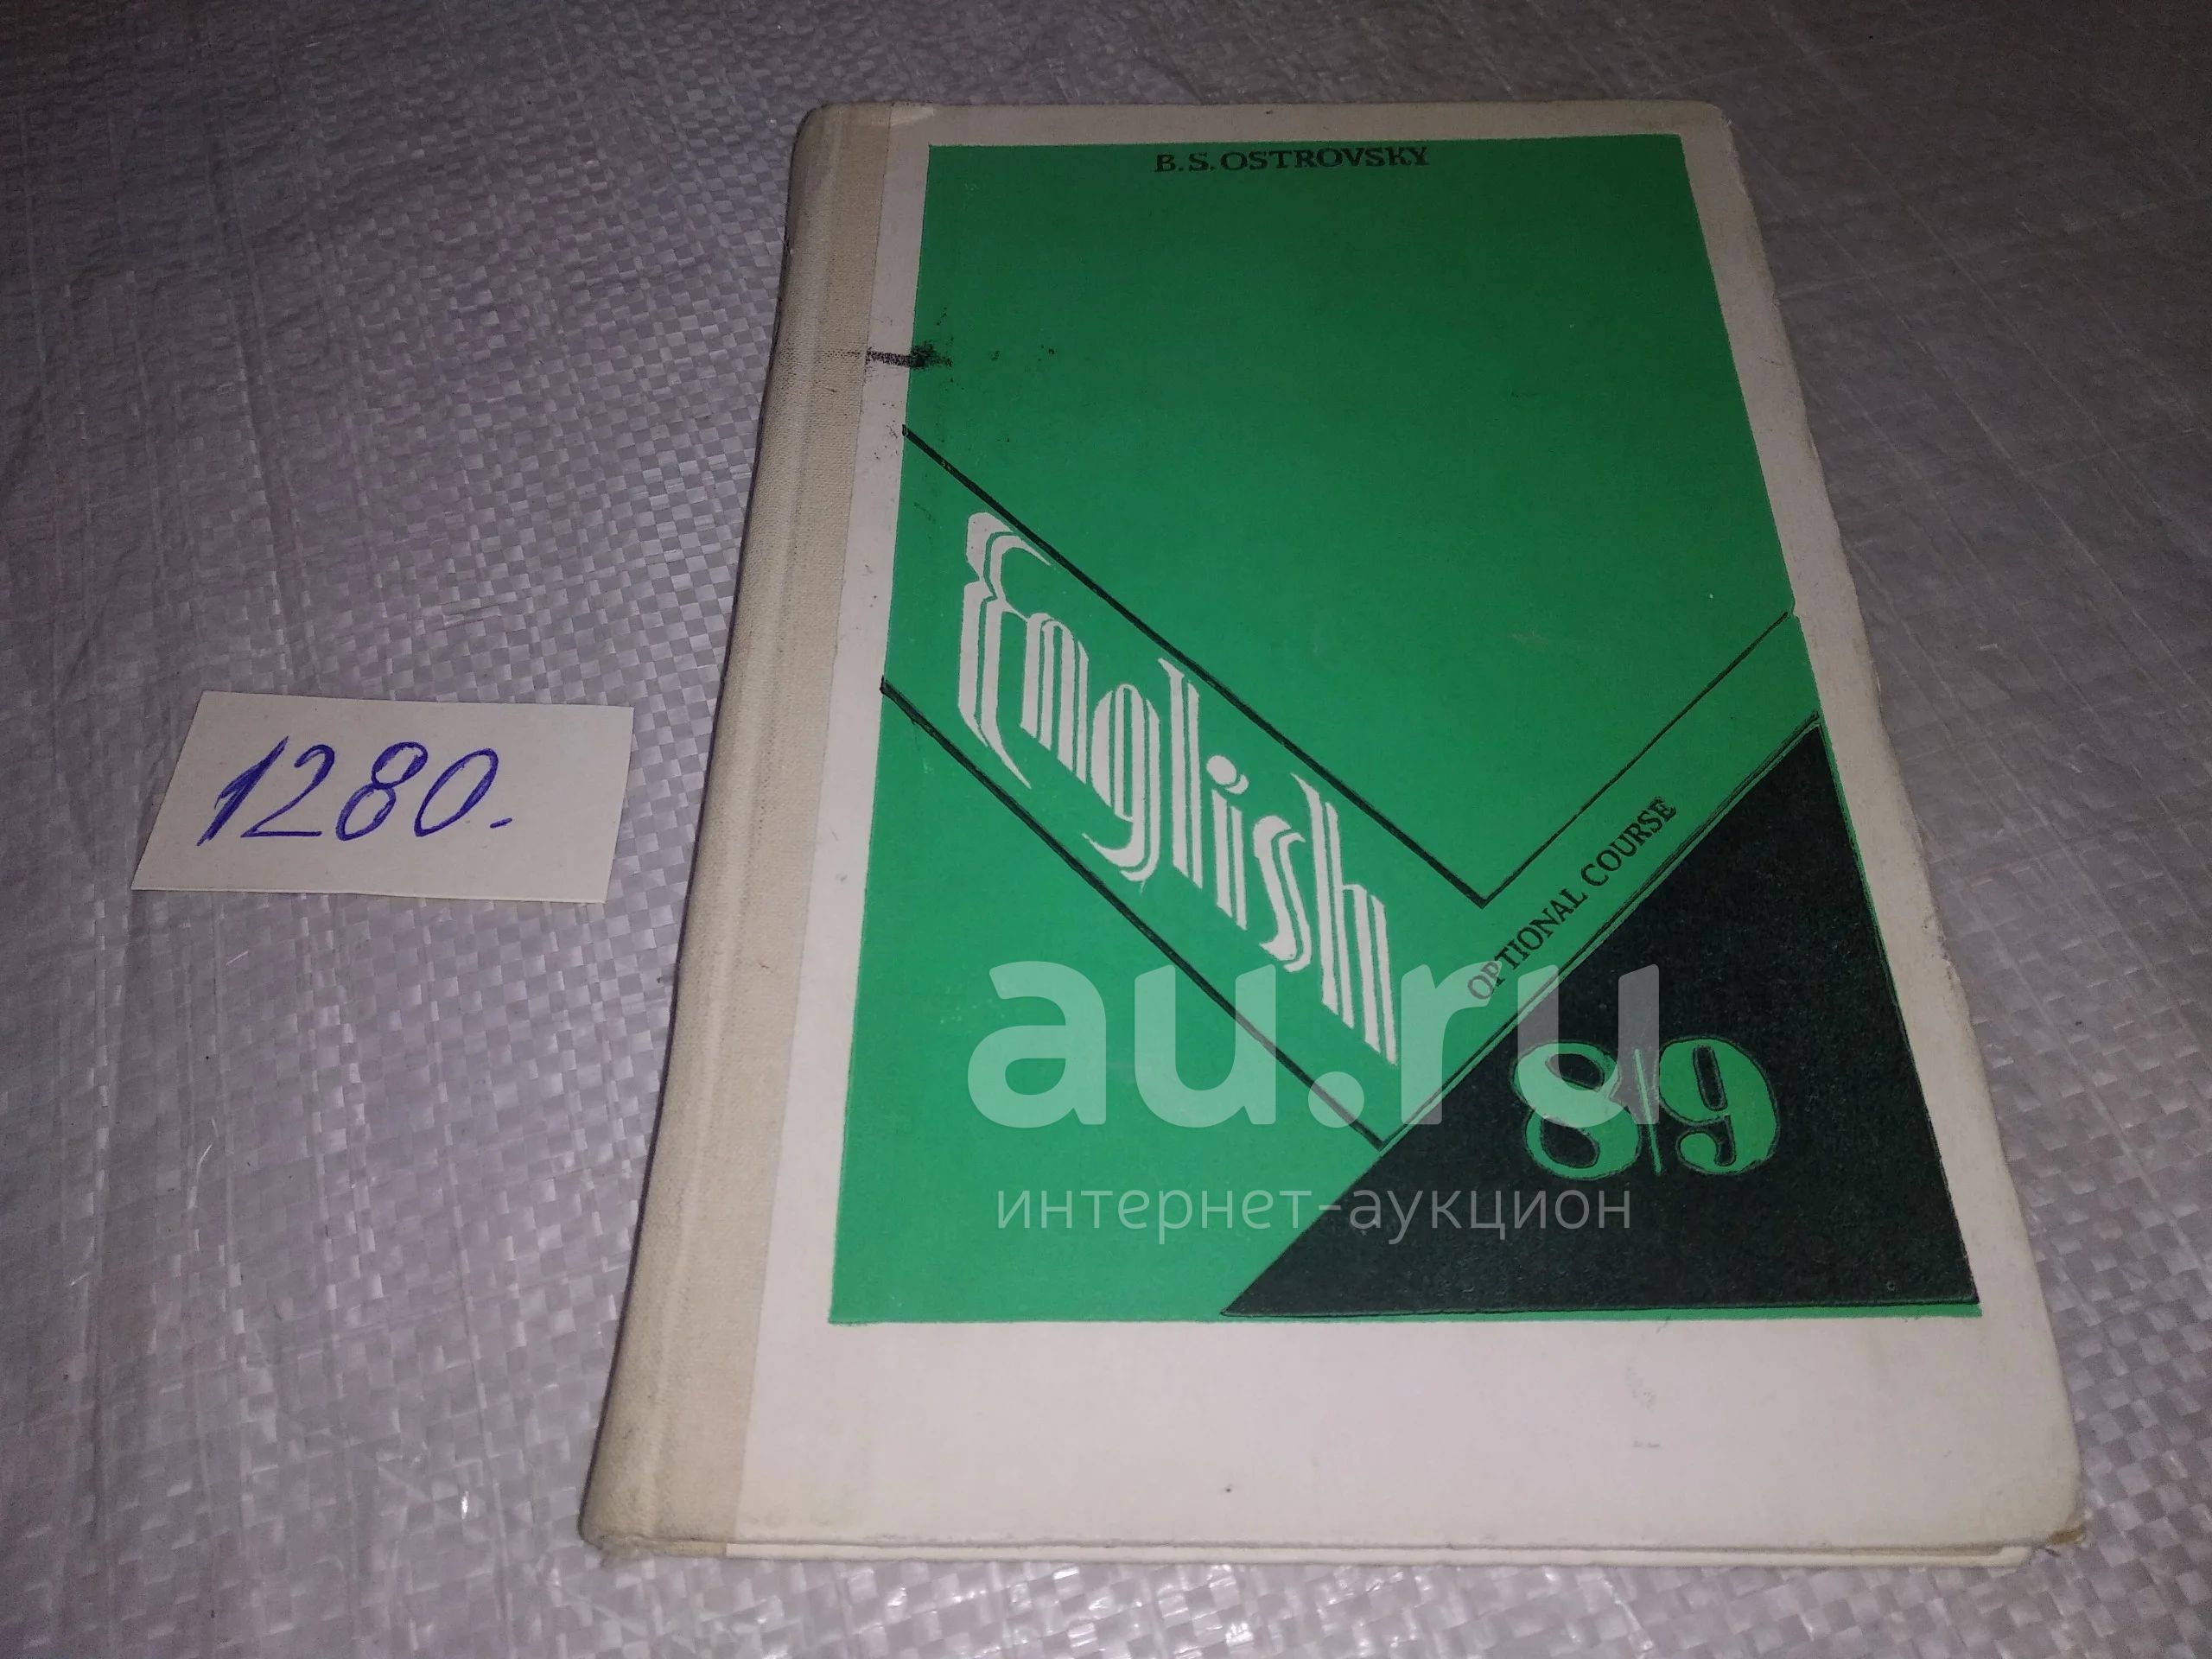 B.S.OSTROVSKY
English
OPTIONAL COURSE
8|9
1280.
au.ru
интернет-аукцион